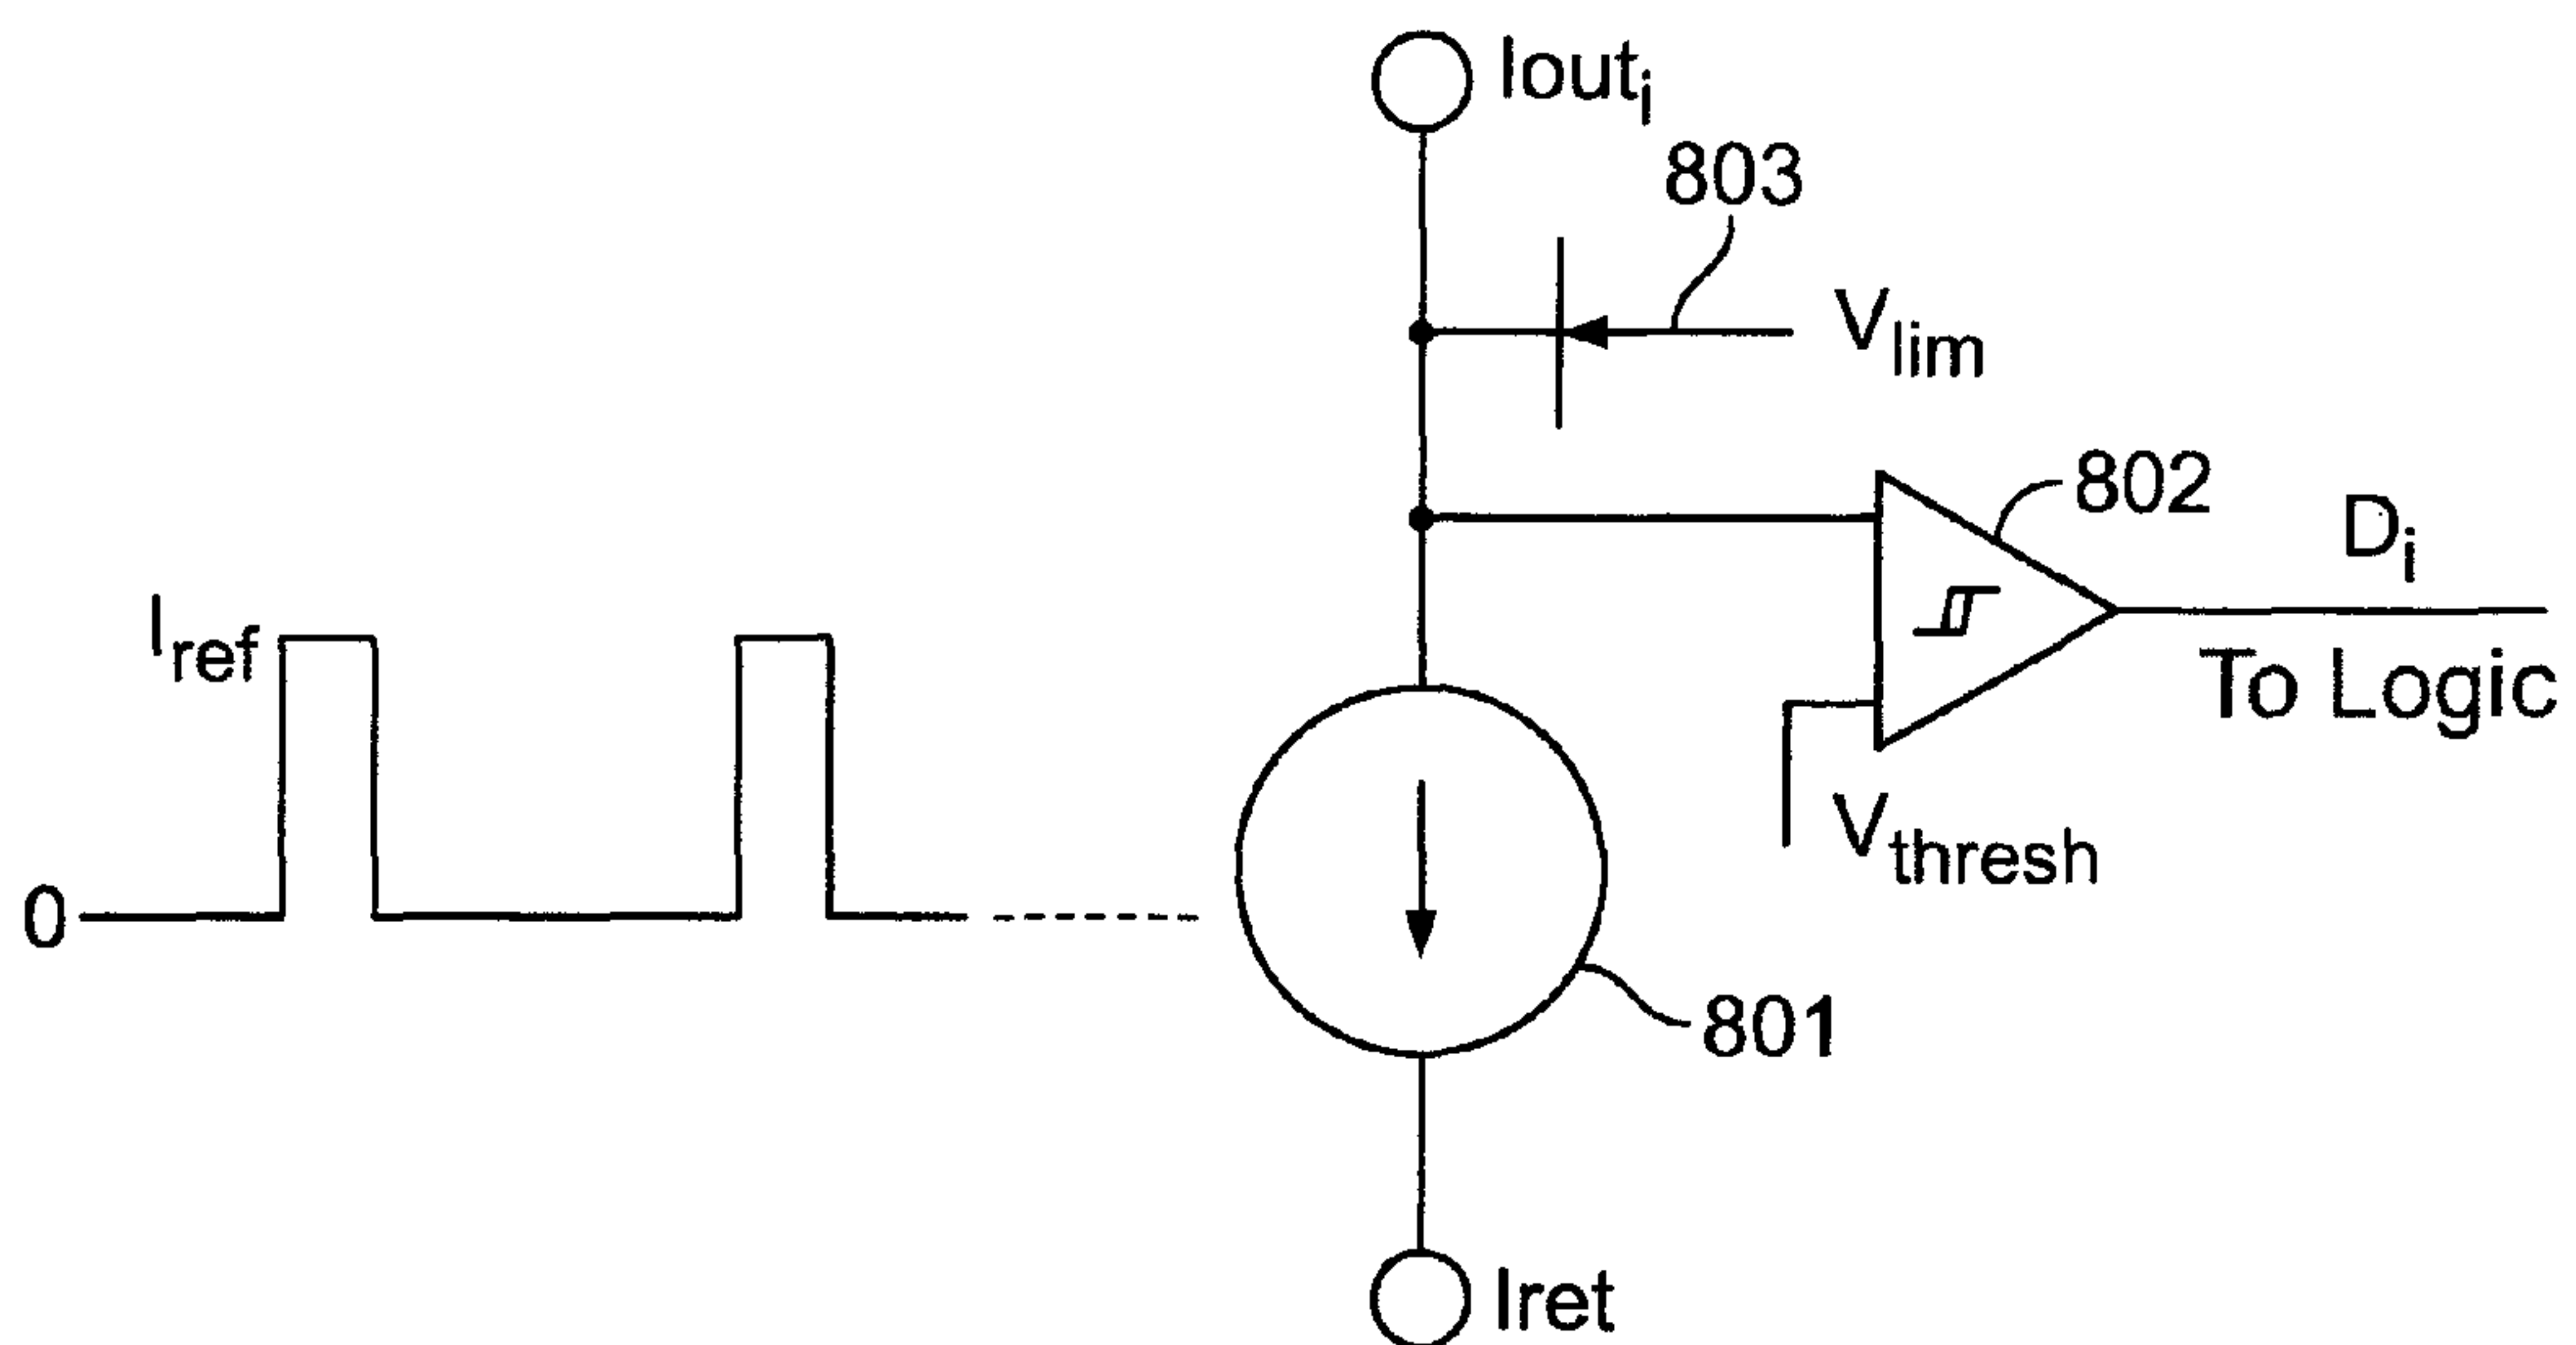 Iout_i
803
V_lim
802
D_i
To Logic
I_ref
V_thresh
0
801
Iret